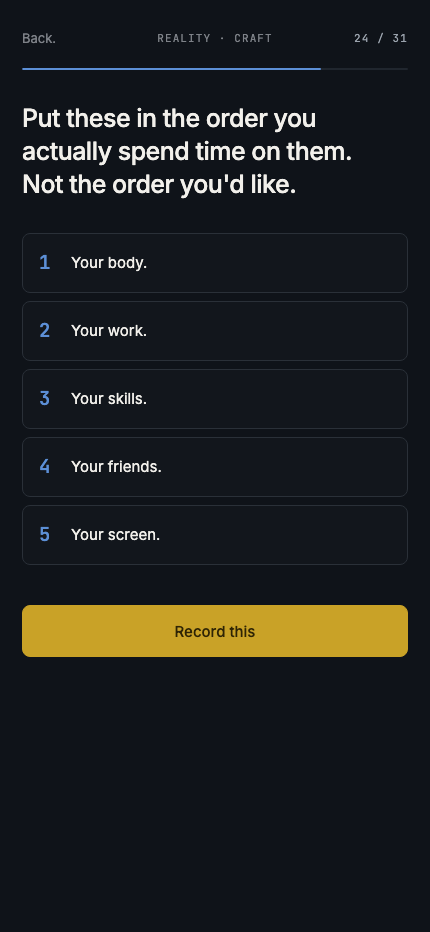 Back.
REALITY · CRAFT
24 / 31
Put these in the order you
actually spend time on them.
Not the order you'd like.
1 Your body.
2 Your work.
3 Your skills.
4 Your friends.
5 Your screen.
Record this